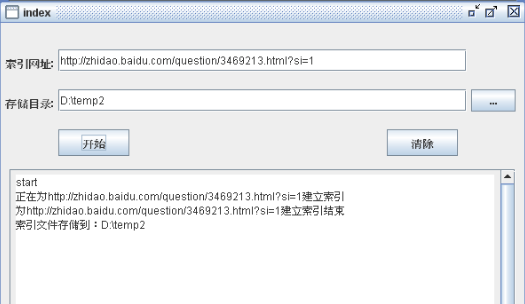 index
索引网址: http://zhidao.baidu.com/question/3469213.html?si=1
存储目录: D:\temp2 ...
开始 清除
start
正在为http://zhidao.baidu.com/question/3469213.html?si=1建立索引
为http://zhidao.baidu.com/question/3469213.html?si=1建立索引结束
索引文件存储到：D:\temp2